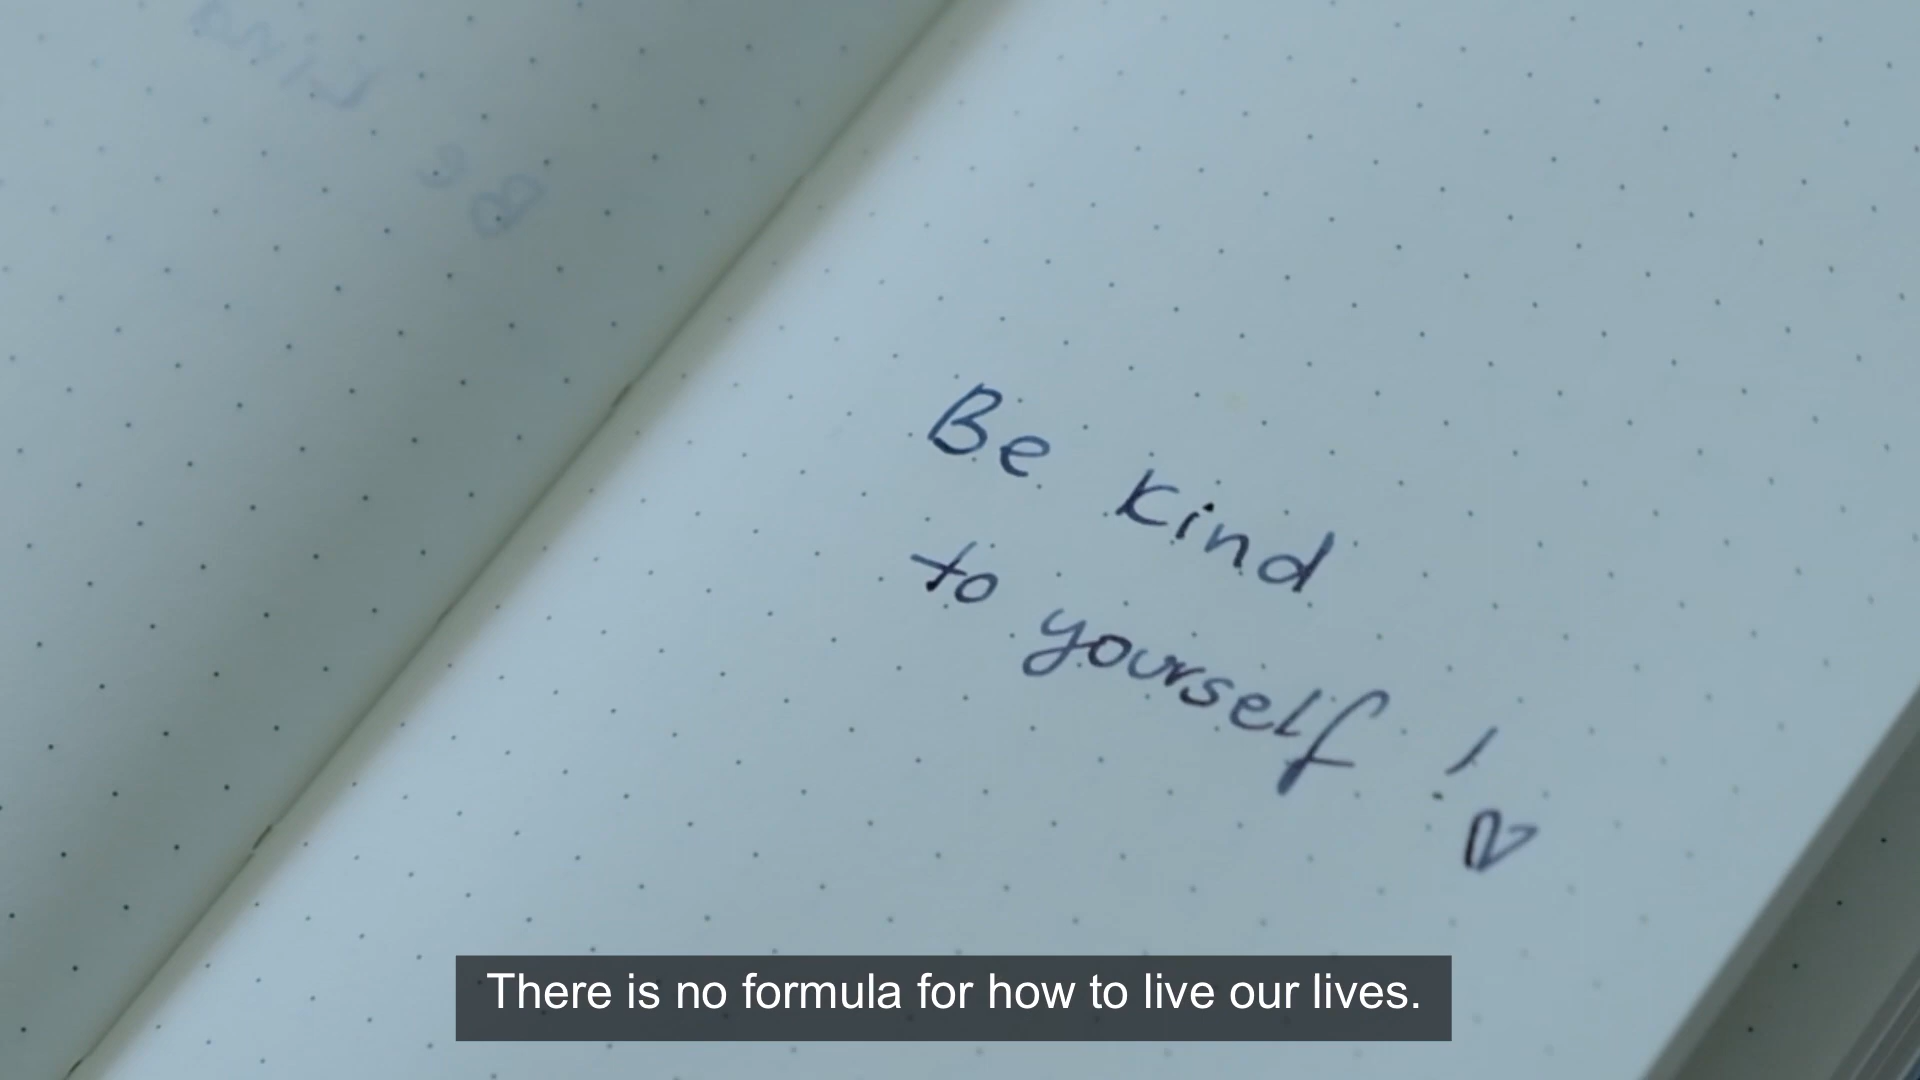 Be kind
to yourself!
There is no formula for how to live our lives.